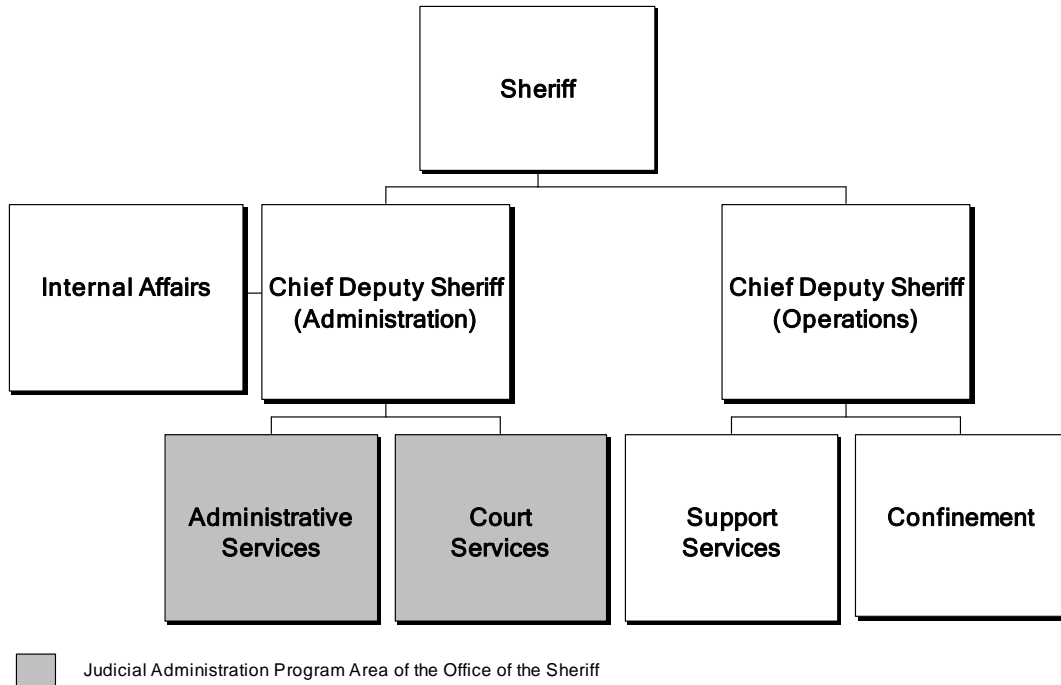 Sheriff
Internal Affairs
Chief Deputy Sheriff
(Administration)
Chief Deputy Sheriff
(Operations)
Administrative
Services
Court
Services
Support
Services
Confinement
Judicial Administration Program Area of the Office of the Sheriff